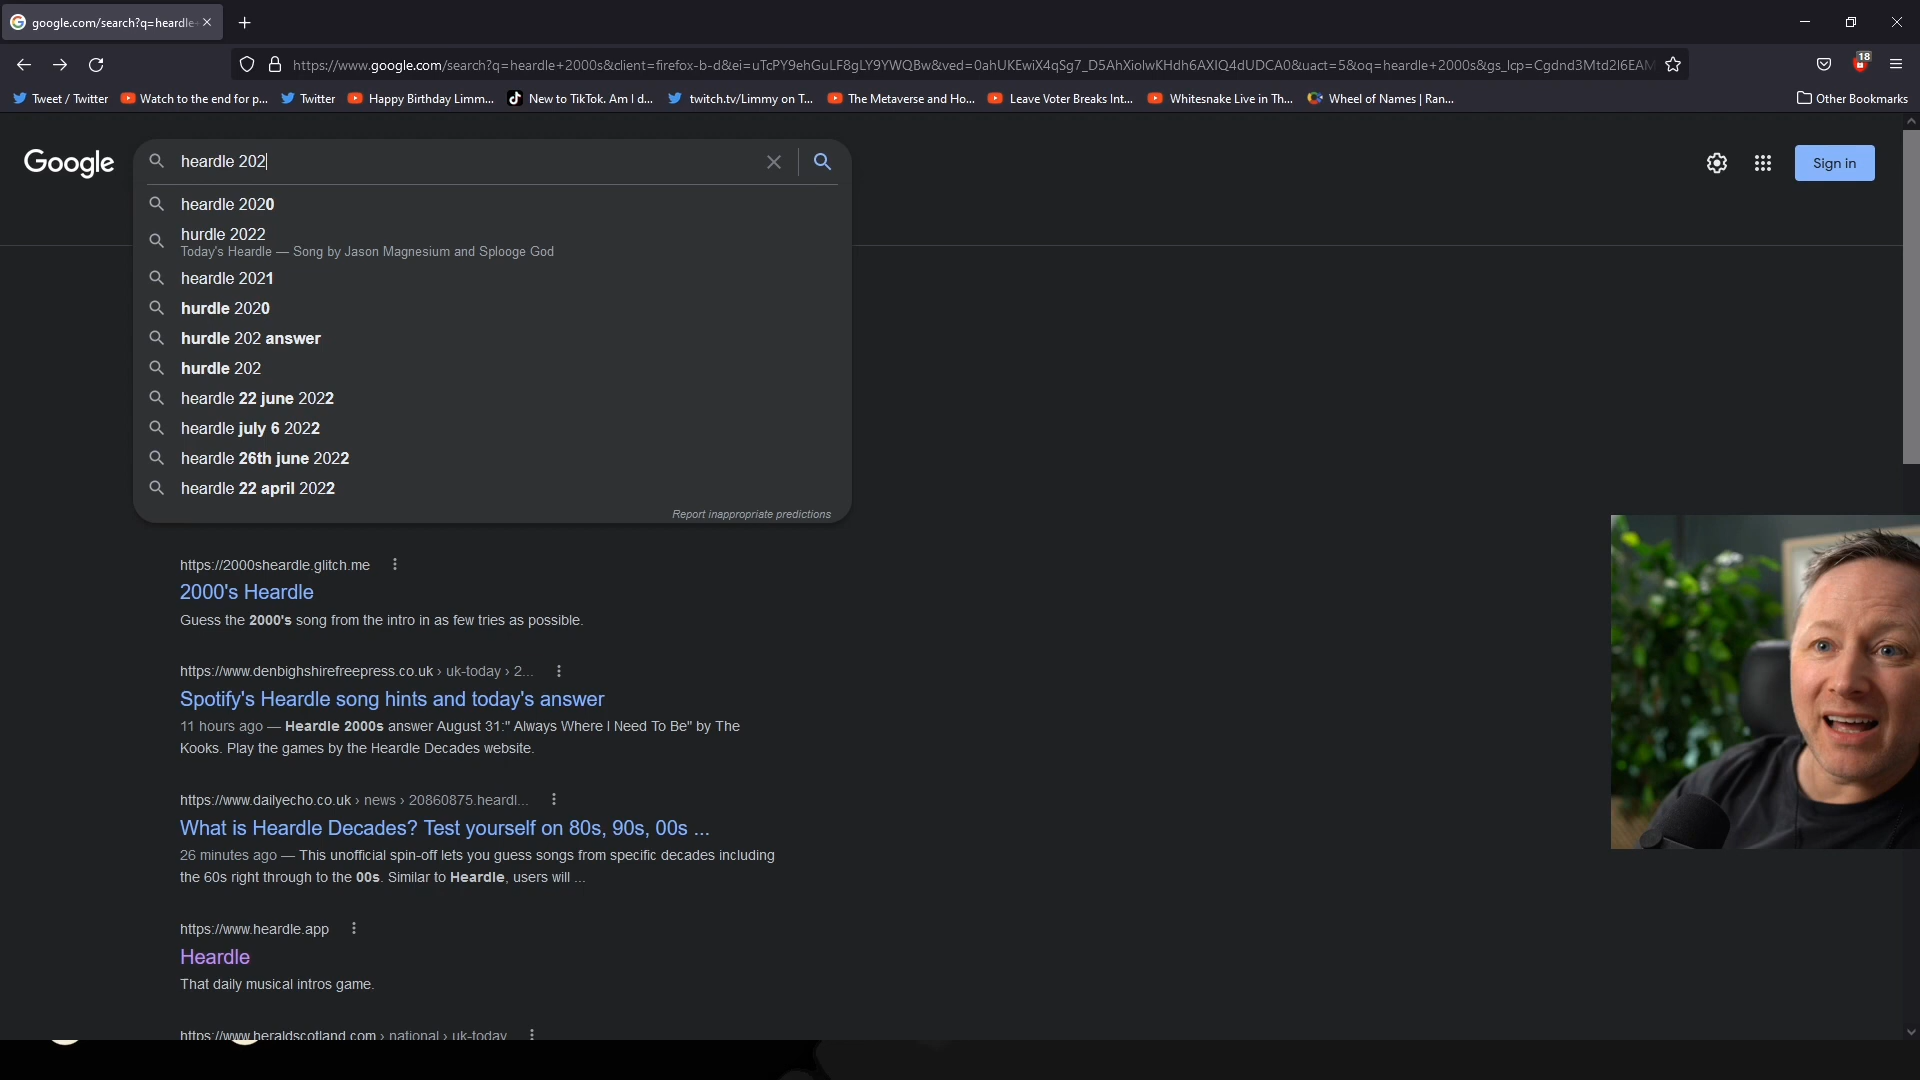 google.com/search?q=heardle
https://www.google.com/search?q=heardle+2000s&client=firefox-b-d&ei=uTcPY9ehGuLF8gLY9YWQBw&ved=0ahUKEwiX4qSg7_D5AhXiolwKHdh6AXIQ4dUDCA0&uact=5&oq=heardle+2000s&gs_lcp=Cgdnd3Mtd2l6EAM
18
Tweet / Twitter
Watch to the end for p...
Twitter
Happy Birthday Limm...
New to TikTok. Am I d...
twitch.tv/Limmy on T...
The Metaverse and Ho...
Leave Voter Breaks Int...
Whitesnake Live in Th...
Wheel of Names | Ran...
Other Bookmarks
Google
heardle 202
Sign in
heardle 2020
hurdle 2022
Today's Heardle — Song by Jason Magnesium and Splooge God
heardle 2021
hurdle 2020
hurdle 202 answer
hurdle 202
heardle 22 june 2022
heardle july 6 2022
heardle 26th june 2022
heardle 22 april 2022
Report inappropriate predictions
https://2000sheardle.glitch.me
2000's Heardle
Guess the 2000's song from the intro in as few tries as possible.
https://www.denbighshirefreepress.co.uk › uk-today › 2...
Spotify's Heardle song hints and today's answer
11 hours ago — Heardle 2000s answer August 31:" Always Where I Need To Be" by The
Kooks. Play the games by the Heardle Decades website.
https://www.dailyecho.co.uk › news › 20860875.heardl...
What is Heardle Decades? Test yourself on 80s, 90s, 00s ...
26 minutes ago — This unofficial spin-off lets you guess songs from specific decades including
the 60s right through to the 00s. Similar to Heardle, users will ...
https://www.heardle.app
Heardle
That daily musical intros game.
https://www.heraldscotland.com › national › uk-today